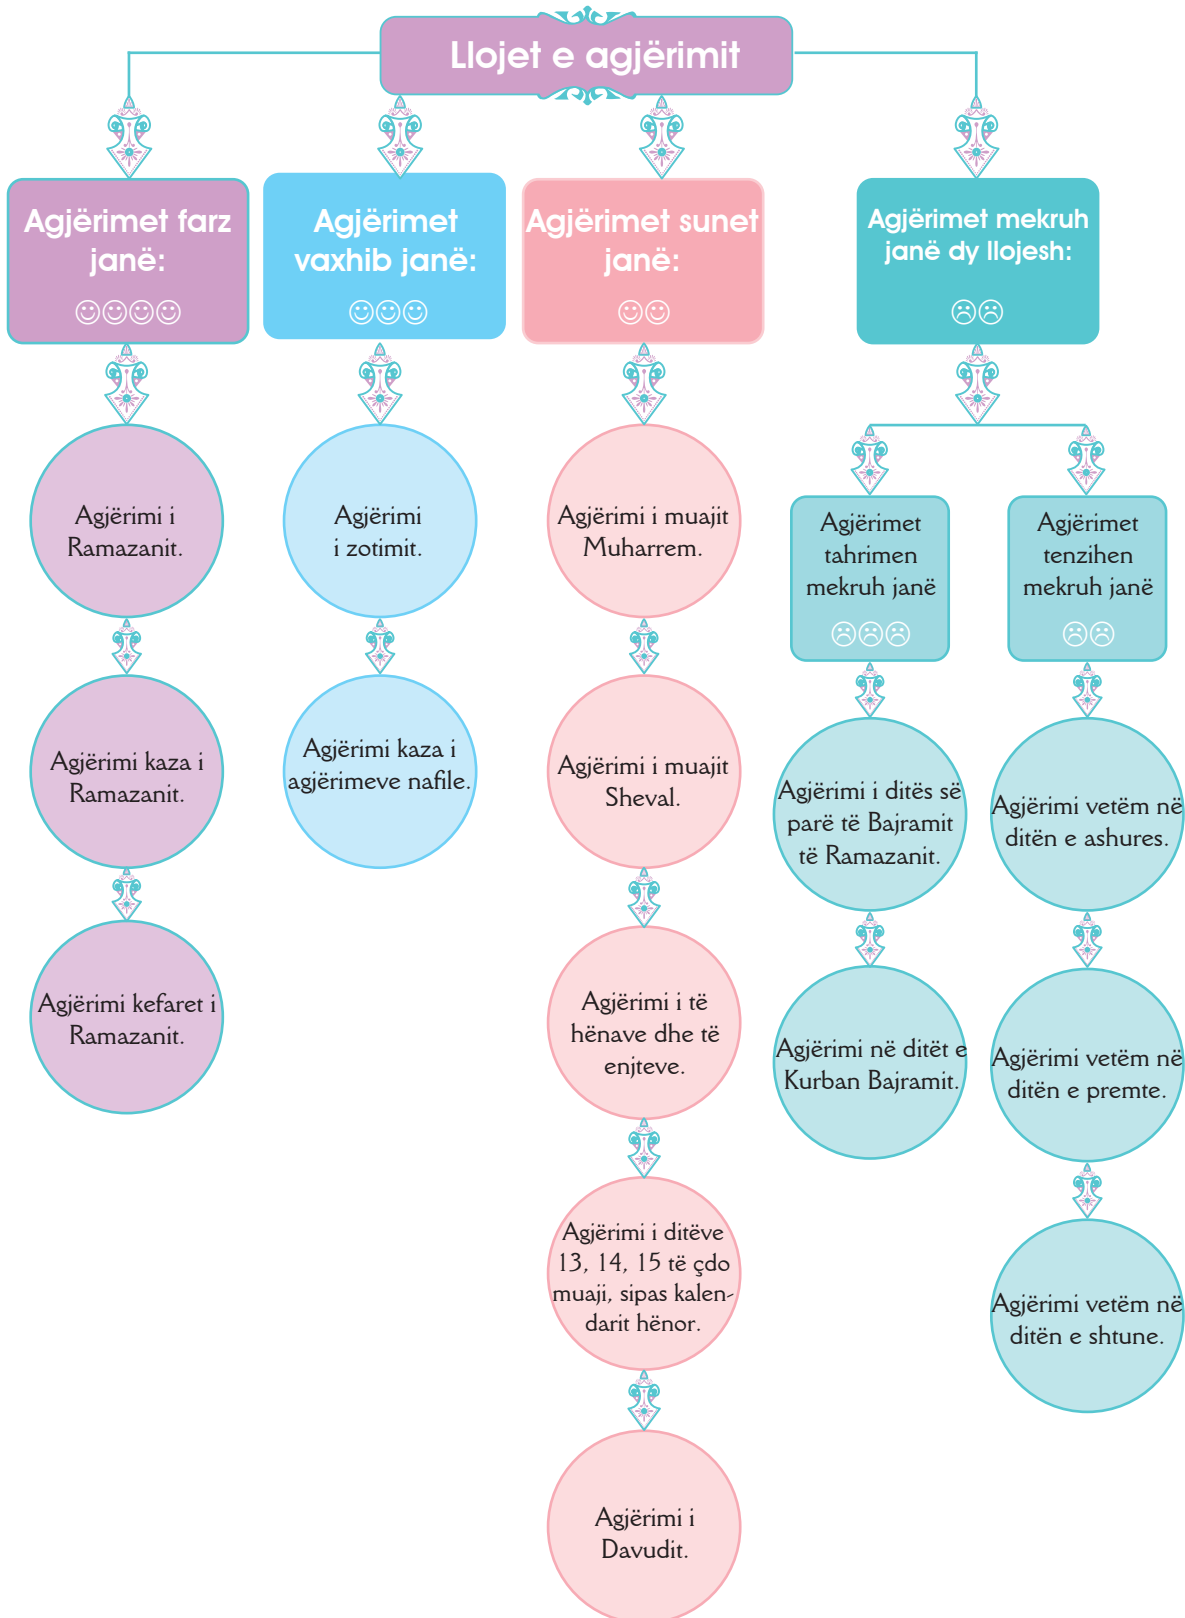 Llojet e agjërimit
Agjërimet farz
janë:
Agjërimi i
Ramazanit.
Agjërimi kaza i
Ramazanit.
Agjërimi kefaret i
Ramazanit.
Agjërimet
vaxhib janë:
Agjërimi
i zotimit.
Agjërimi kaza i
agjërimeve nafile.
Agjërimet sunet
janë:
Agjërimi i muajit
Muharrem.
Agjërimi i muajit
Sheval.
Agjërimi i të
hënave dhe të
enjteve.
Agjërimi i ditëve
13, 14, 15 të çdo
muaji, sipas kalen-
darit hënor.
Agjërimi i
Davudit.
Agjërimet mekruh
janë dy llojesh:
Agjërimet
tahrimen
mekruh janë
Agjërimi i ditës së
parë të Bajramit
të Ramazanit.
Agjërimi në ditët e
Kurban Bajramit.
Agjërimet
tenzihen
mekruh janë
Agjërimi vetëm në
ditën e ashures.
Agjërimi vetëm në
ditën e premte.
Agjërimi vetëm në
ditën e shtune.